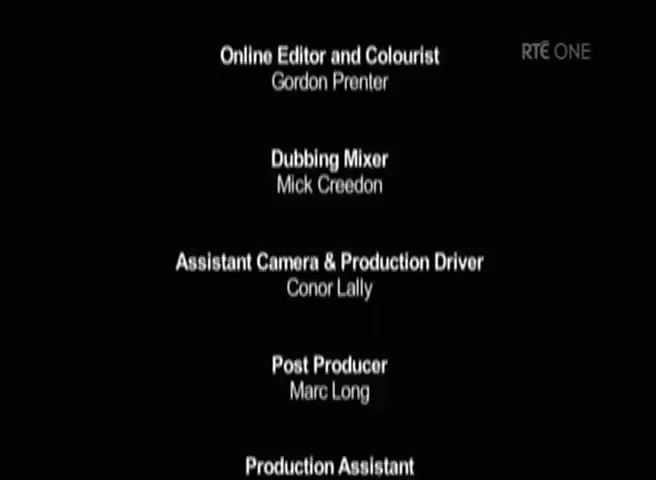 Online Editor and Colourist
RTÉ ONE
Gordon Prenter
Dubbing Mixer
Mick Creedon
Assistant Camera & Production Driver
Conor Lally
Post Producer
Marc Long
Production Assistant